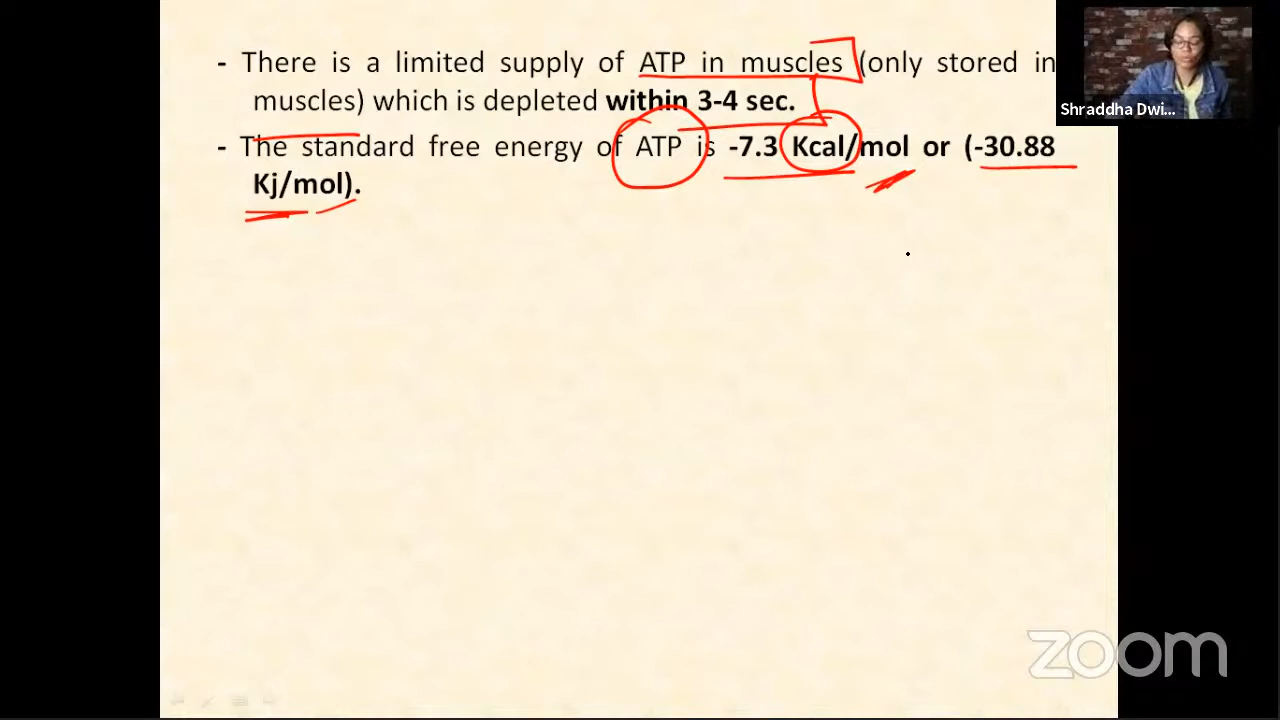 - There is a limited supply of ATP in muscles (only stored in
muscles) which is depleted within 3-4 sec.
- The standard free energy of ATP is -7.3 Kcal/mol or (-30.88
Kj/mol).
Shraddha Dwi...
zoom